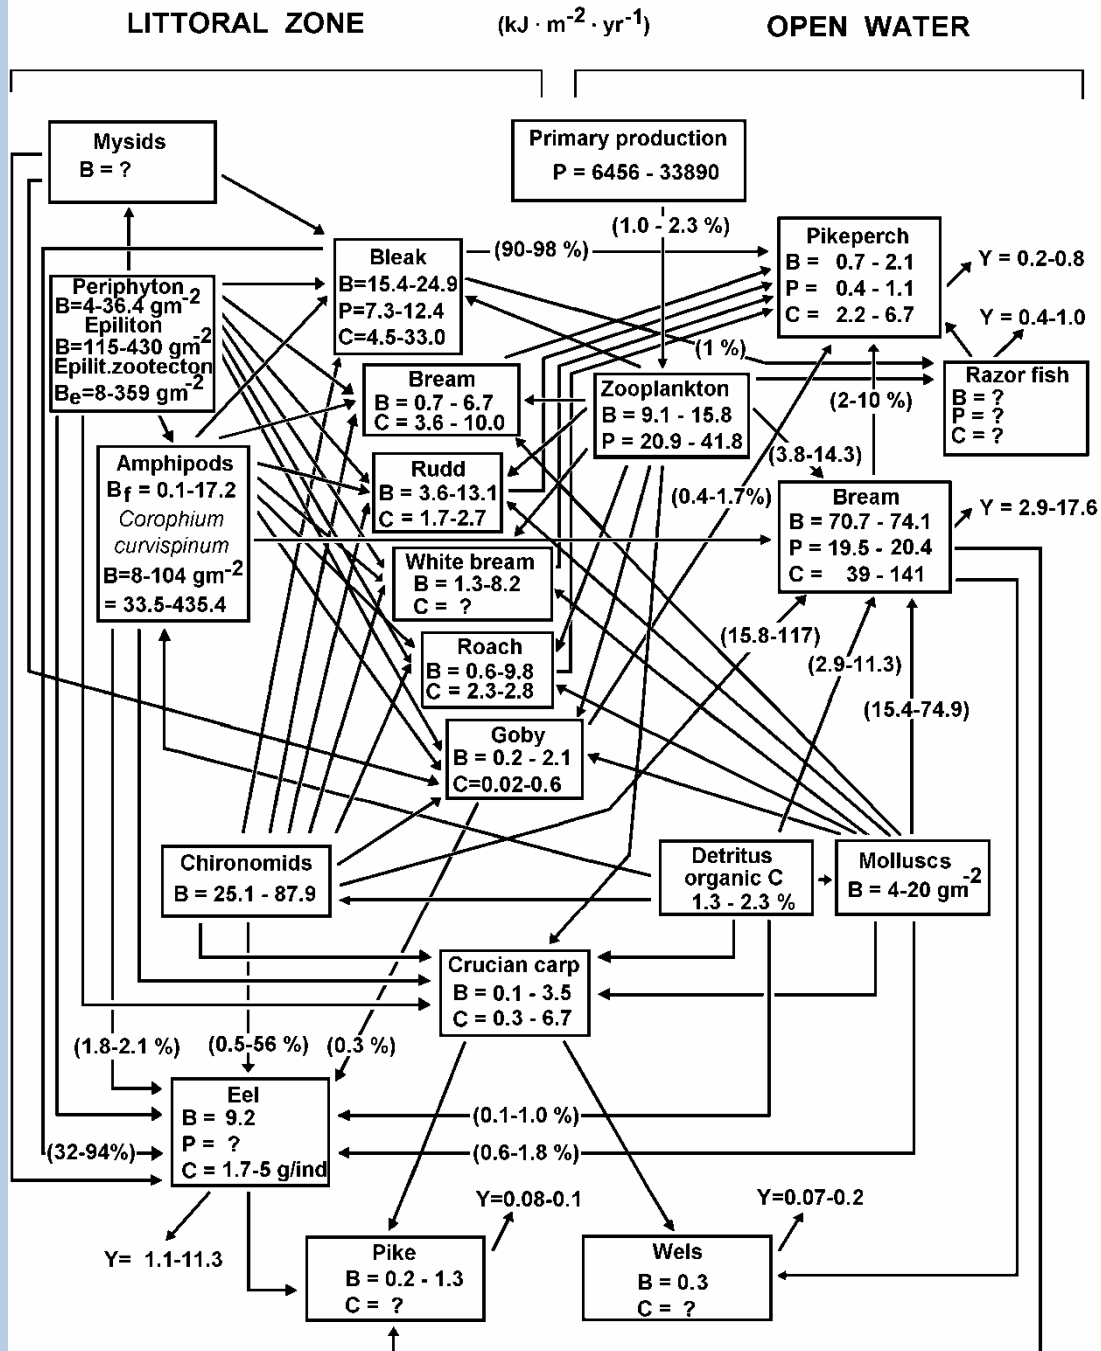 LITTORAL ZONE
(kJ · m-2 · yr-1)
OPEN WATER
Mysids
B = ?
Primary production
P = 6456 - 33890
(1.0 - 2.3 %)
Bleak
B=15.4-24.9
P=7.3-12.4
C=4.5-33.0
(90-98 %)
Pikeperch
B = 0.7 - 2.1
P = 0.4 - 1.1
C = 2.2 - 6.7
Y = 0.2-0.8
Y = 0.4-1.0
Periphyton
B=4-36.4 gm-2
Epiliton
B=115-430 gm-2
Epilit.zootecton
Be=8-359 gm-2
(1 %)
Bream
B = 0.7 - 6.7
C = 3.6 - 10.0
Zooplankton
B = 9.1 - 15.8
P = 20.9 - 41.8
Razor fish
B = ?
P = ?
C = ?
(2-10 %)
(3.8-14.3)
(0.4-1.7%)
Amphipods
Bf = 0.1-17.2
Corophium
curvispinum
B=8-104 gm-2
= 33.5-435.4
Rudd
B = 3.6-13.1
C = 1.7-2.7
Bream
B = 70.7 - 74.1
P = 19.5 - 20.4
C = 39 - 141
Y = 2.9-17.6
White bream
B = 1.3-8.2
C = ?
Roach
B = 0.6-9.8
C = 2.3-2.8
(15.8-117)
(2.9-11.3)
(15.4-74.9)
Goby
B = 0.2 - 2.1
C=0.02-0.6
Chironomids
B = 25.1 - 87.9
Detritus
organic C
1.3 - 2.3 %
Molluscs
B = 4-20 gm-2
Crucian carp
B = 0.1 - 3.5
C = 0.3 - 6.7
(1.8-2.1 %)
(0.5-56 %)
(0.3 %)
Eel
B = 9.2
P = ?
C = 1.7-5 g/ind
(0.1-1.0 %)
(32-94%)
(0.6-1.8 %)
Y= 1.1-11.3
Y=0.08-0.1
Y=0.07-0.2
Pike
B = 0.2 - 1.3
C = ?
Wels
B = 0.3
C = ?